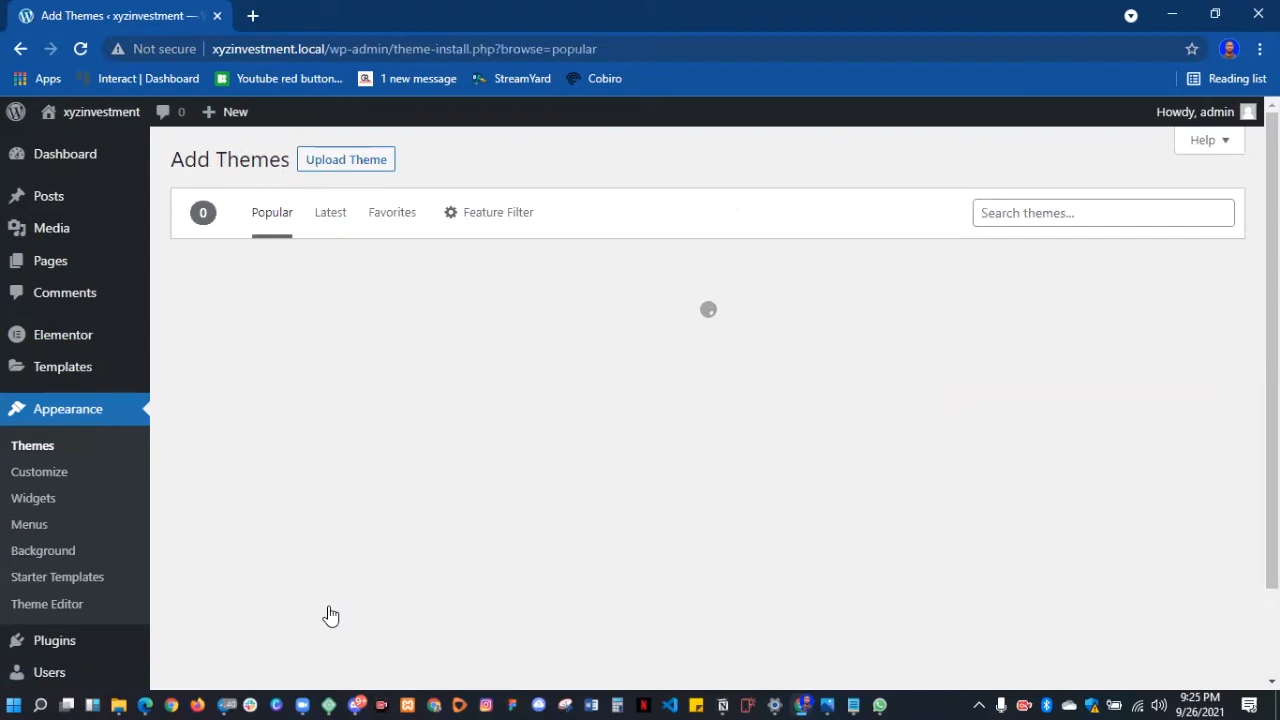 Add Themes ‹ xyzinvestment —
Not secure xyzinvestment.local/wp-admin/theme-install.php?browse=popular
Apps Interact | Dashboard Youtube red button... 1 new message StreamYard Cobiro Reading list
xyzinvestment 0 New Howdy, admin
Dashboard
Posts
Media
Pages
Comments
Elementor
Templates
Appearance
Themes
Customize
Widgets
Menus
Background
Starter Templates
Theme Editor
Plugins
Users
Help
Add Themes Upload Theme
0 Popular Latest Favorites Feature Filter Search themes...
9:25 PM
9/26/2021